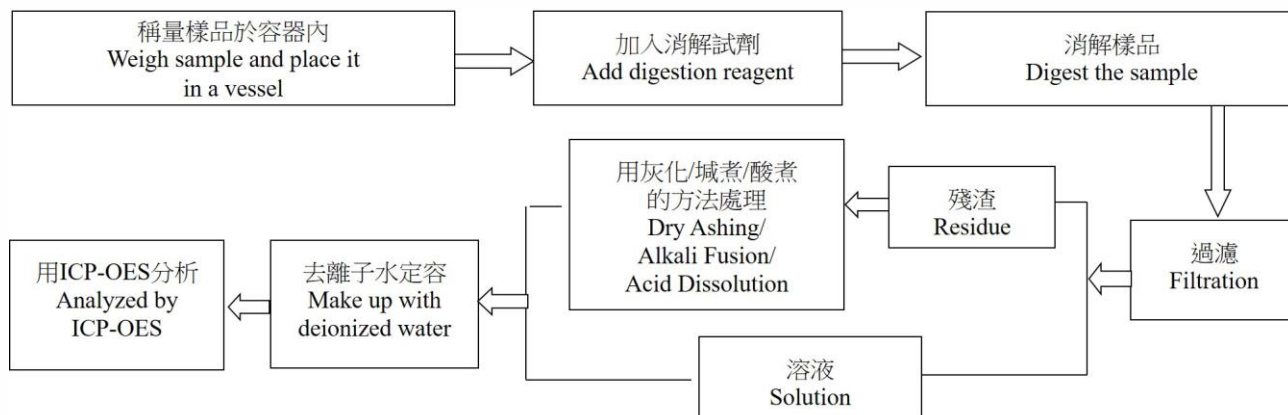 稱量樣品於容器內
Weigh sample and place it
in a vessel
加入消解試劑
Add digestion reagent
消解樣品
Digest the sample
過濾
Filtration
殘渣
Residue
用灰化/堿煮/酸煮
的方法處理
Dry Ashing/
Alkali Fusion/
Acid Dissolution
溶液
Solution
去離子水定容
Make up with
deionized water
用ICP-OES分析
Analyzed by
ICP-OES